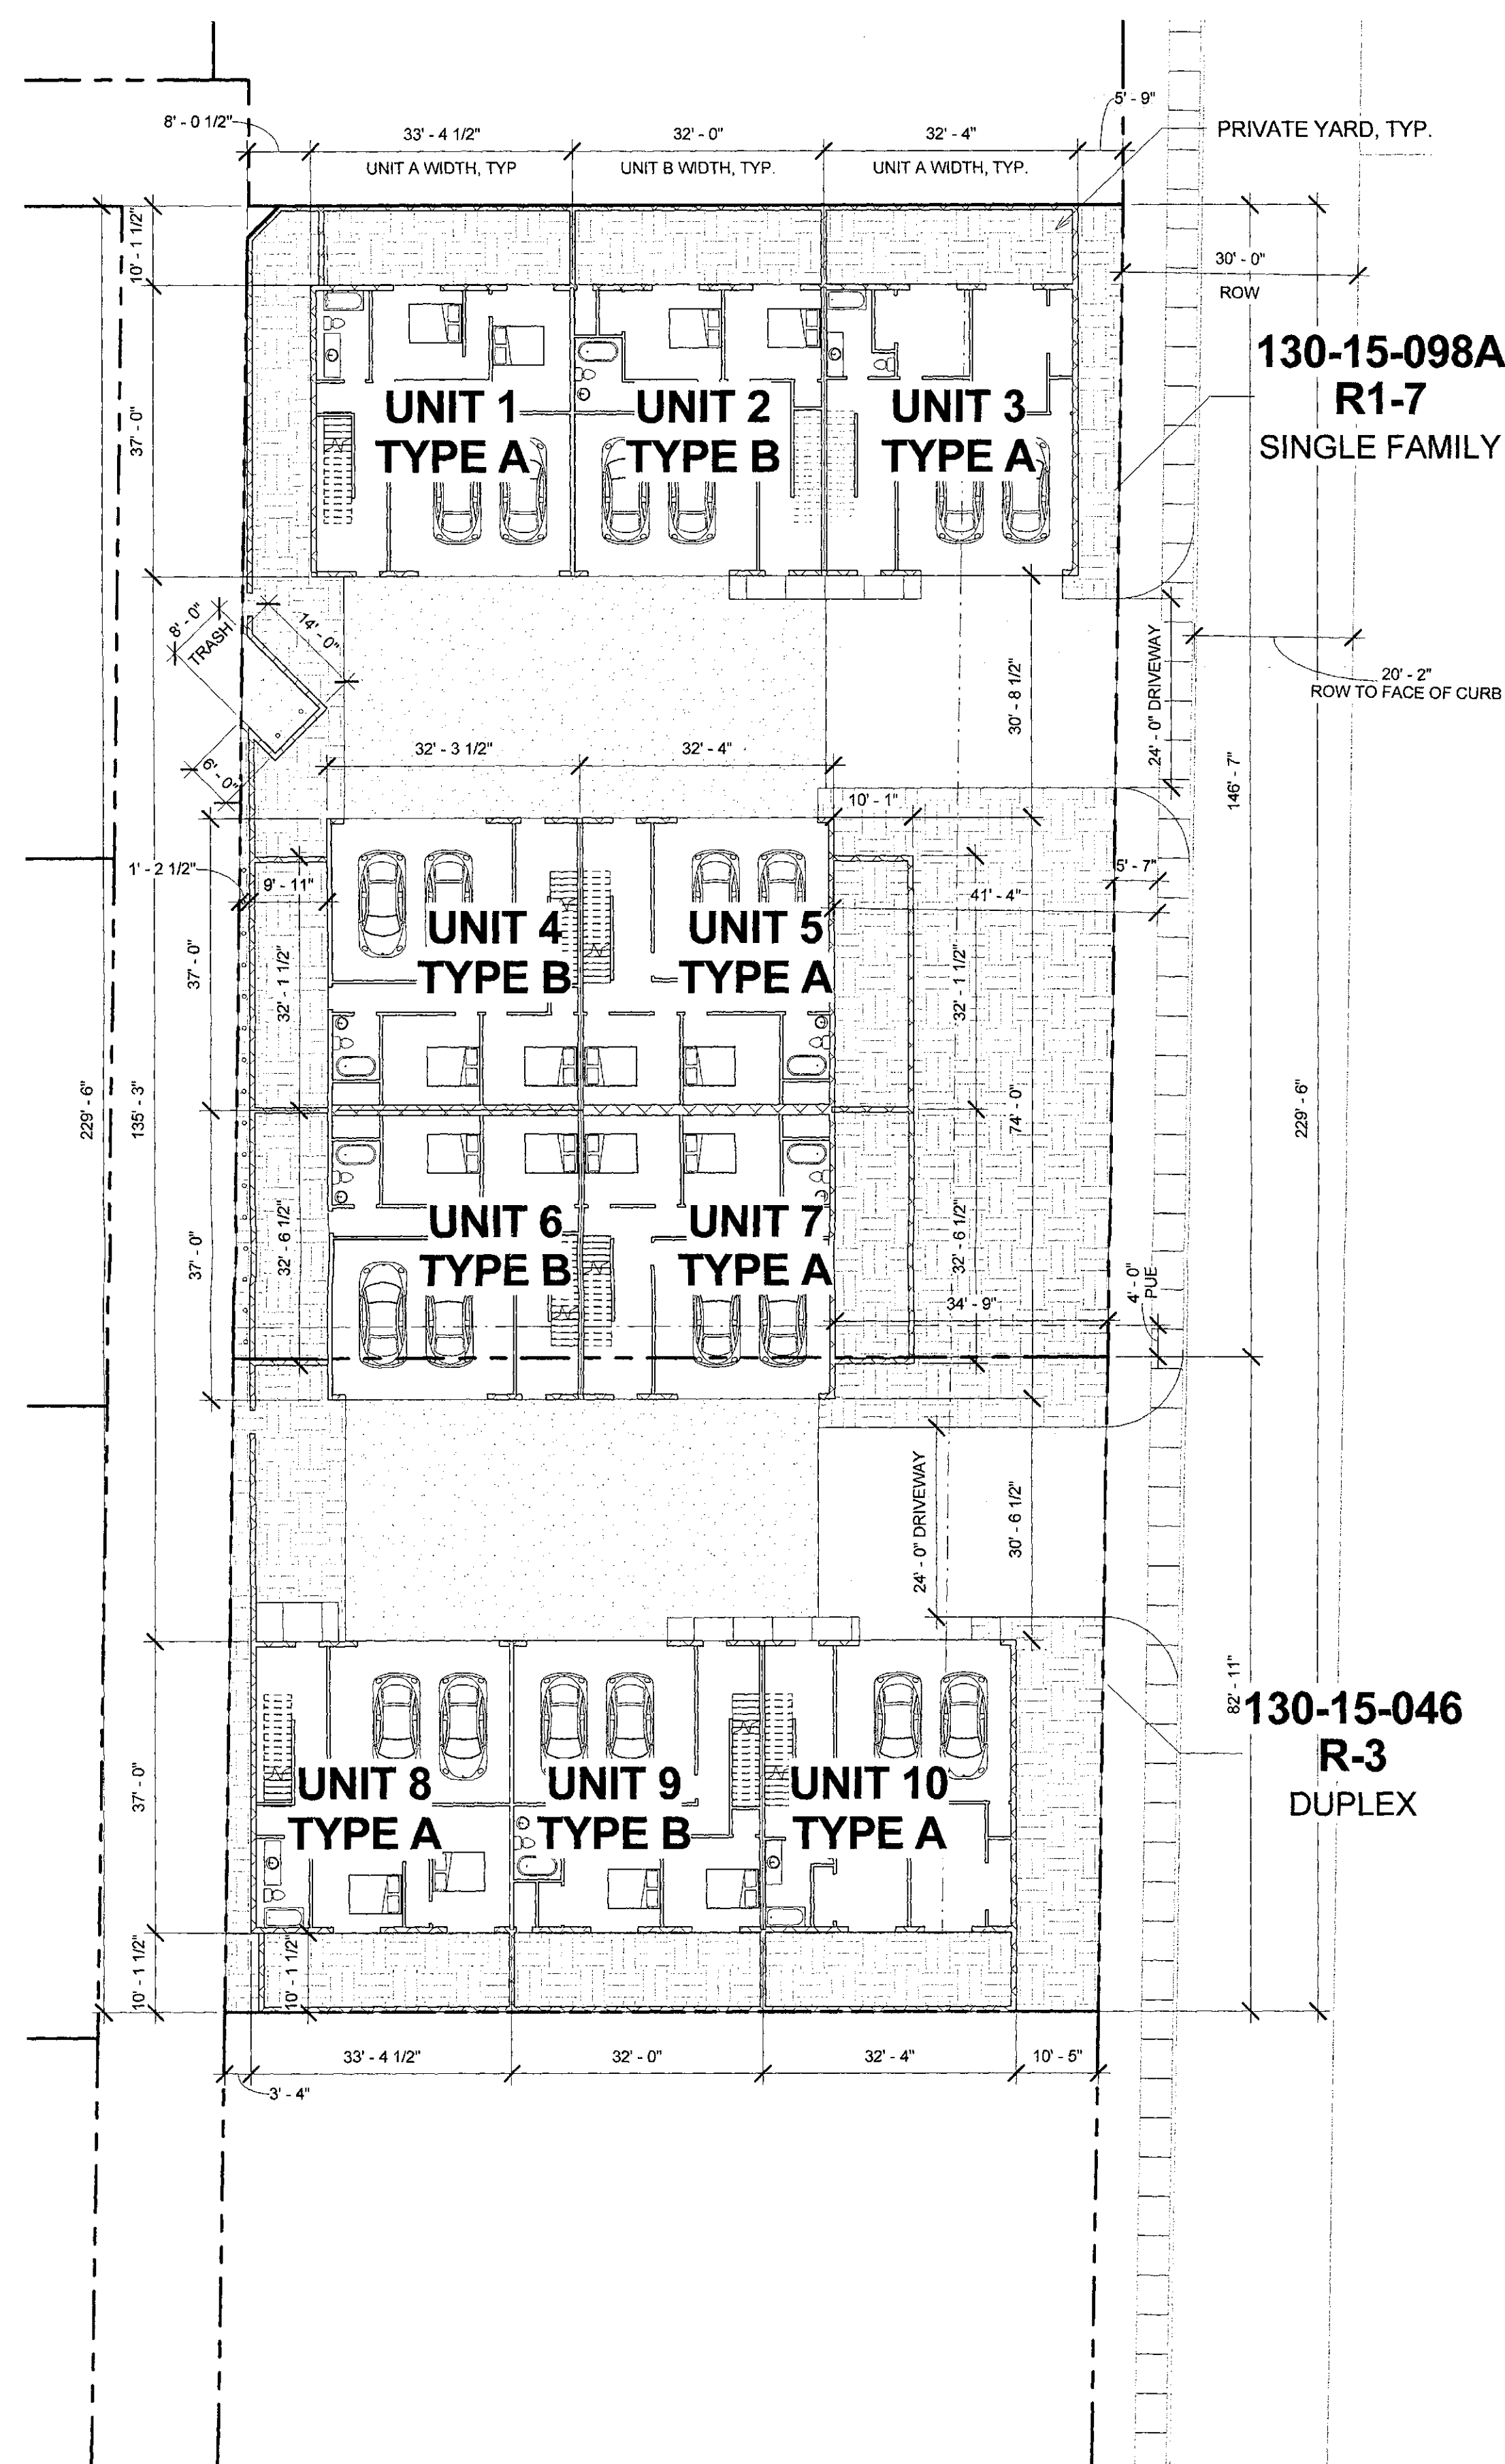 5' - 9"
8' - 0 1/2"
33' - 4 1/2"
32' - 0"
32' - 4"
PRIVATE YARD, TYP.
UNIT A WIDTH, TYP
UNIT B WIDTH, TYP.
UNIT A WIDTH, TYP.
10' - 1 1/2"
30' - 0"
ROW
130-15-098A
R1-7
SINGLE FAMILY
37' - 0"
UNIT 1
TYPE A
UNIT 2
TYPE B
UNIT 3
TYPE A
8' - 0"
TRASH
14' - 0"
6' - 0"
30' - 8 1/2"
24' - 0" DRIVEWAY
20' - 2"
ROW TO FACE OF CURB
146' - 7"
32' - 3 1/2"
32' - 4"
10' - 1"
1' - 2 1/2"
9' - 11"
5' - 7"
41' - 4"
37' - 0"
32' - 1 1/2"
UNIT 4
TYPE B
UNIT 5
TYPE A
32' - 1 1/2"
229' - 6"
135' - 3"
74' - 0"
229' - 6"
37' - 0"
32' - 6 1/2"
UNIT 6
TYPE B
UNIT 7
TYPE A
32' - 6 1/2"
34' - 9"
4' - 0"
PUE
24' - 0" DRIVEWAY
30' - 6 1/2"
82' - 11"
130-15-046
R-3
DUPLEX
37' - 0"
UNIT 8
TYPE A
UNIT 9
TYPE B
UNIT 10
TYPE A
10' - 1 1/2"
10' - 1 1/2"
33' - 4 1/2"
32' - 0"
32' - 4"
10' - 5"
3' - 4"